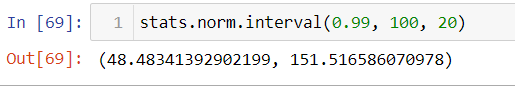 In [69]: 1 stats.norm.interval(0.99, 100, 20)
Out[69]: (48.48341392902199, 151.516586070978)